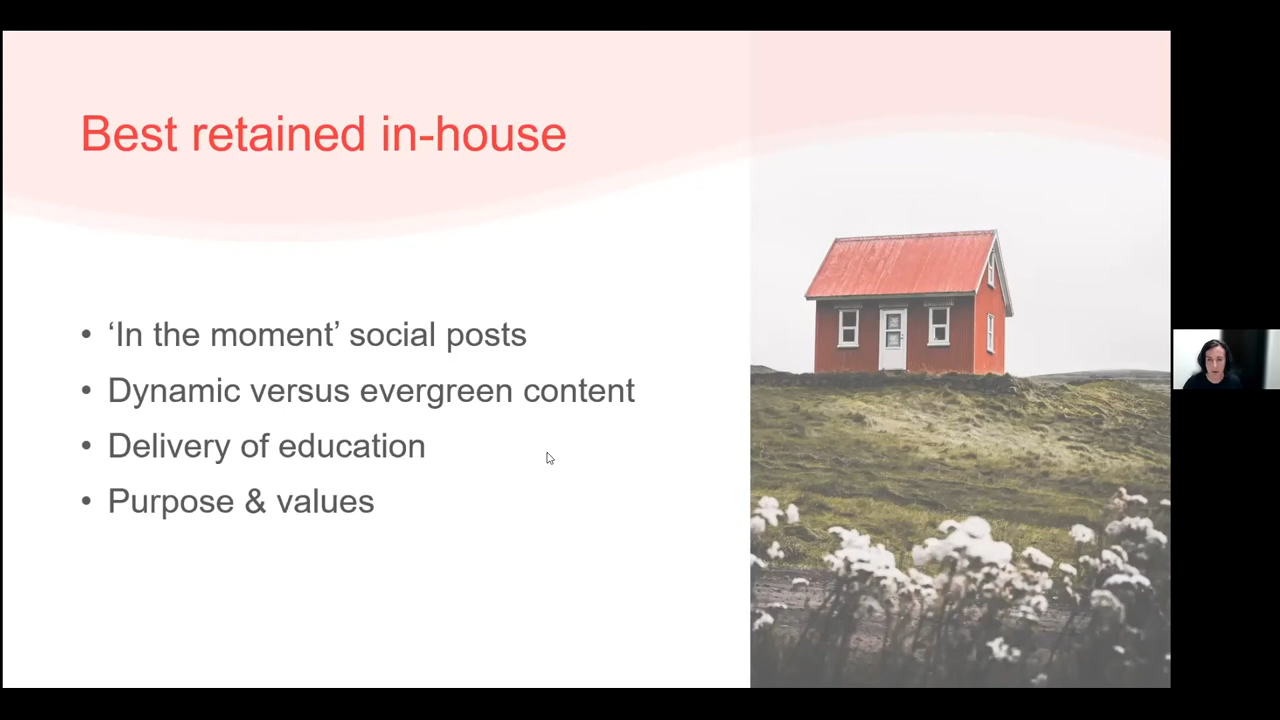 Best retained in-house
• ‘In the moment’ social posts
• Dynamic versus evergreen content
• Delivery of education
• Purpose & values